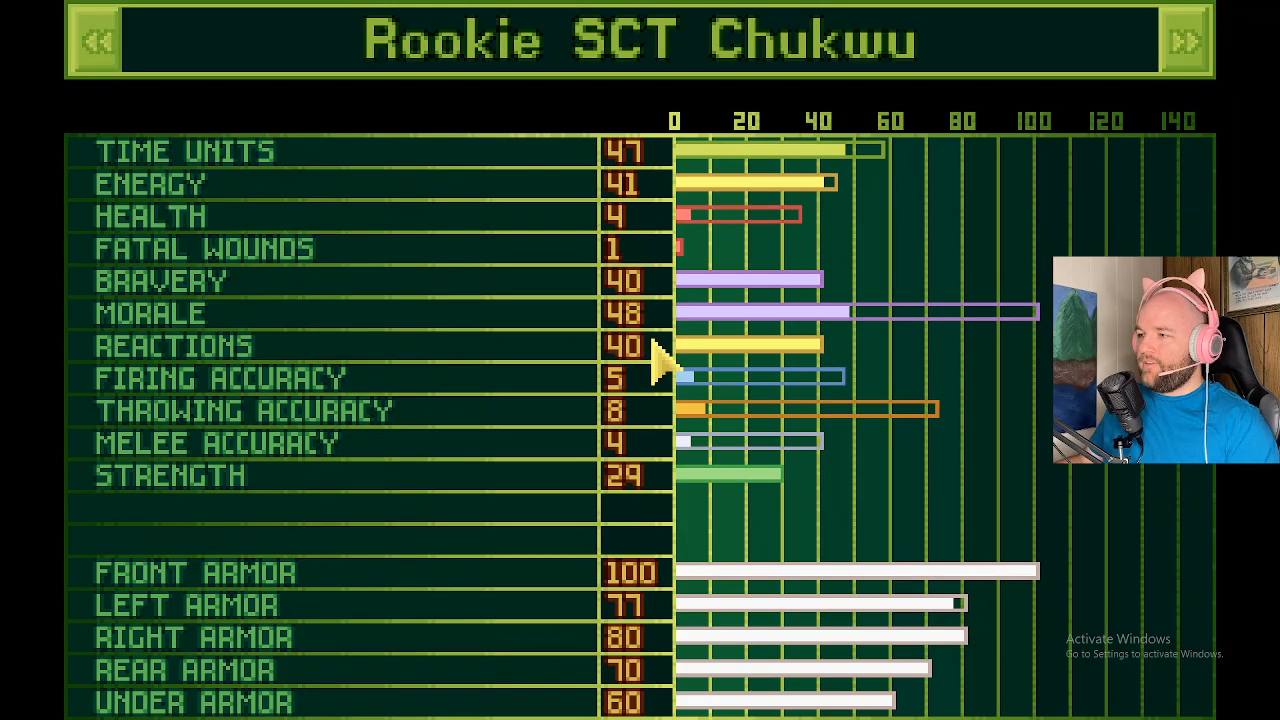 Rookie SCT Chukwu
0 20 40 60 80 100 120 140
TIME UNITS 47
ENERGY 41
HEALTH 4
FATAL WOUNDS 1
BRAVERY 40
MORALE 48
REACTIONS 40
FIRING ACCURACY 5
THROWING ACCURACY 8
MELEE ACCURACY 4
STRENGTH 29
FRONT ARMOR 100
LEFT ARMOR 77
RIGHT ARMOR 80
REAR ARMOR 70
UNDER ARMOR 60
Activate Windows
Go to Settings to activate Windows.